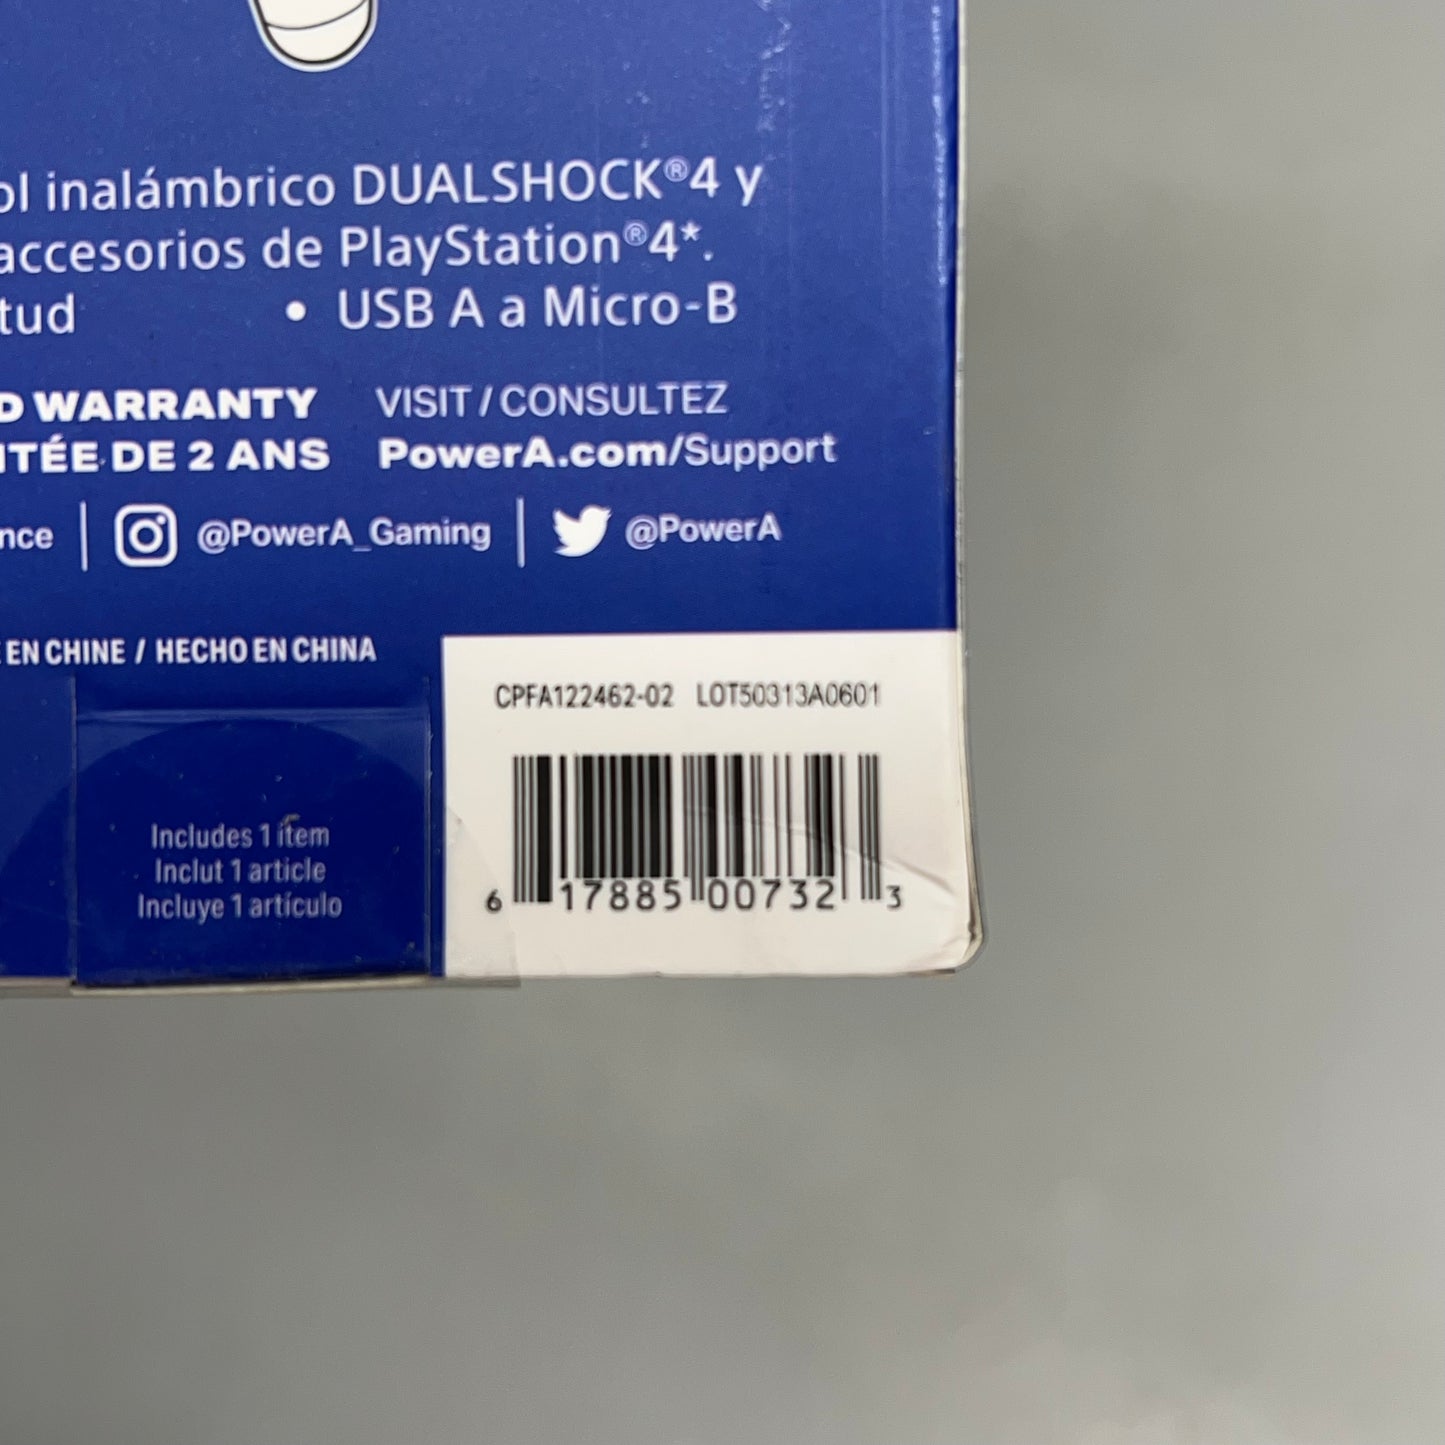 ol inalámbrico DUALSHOCK®4 y
accesorios de PlayStation®4*.
tud • USB A a Micro-B
D WARRANTY VISIT / CONSULTEZ
ITÉE DE 2 ANS PowerA.com/Support
nce | @PowerA_Gaming | @PowerA
E EN CHINE / HECHO EN CHINA
CPFA122462-02 LOT50313A0601
Includes 1 item
Inclut 1 article
Incluye 1 artículo
6 17885 00732 3